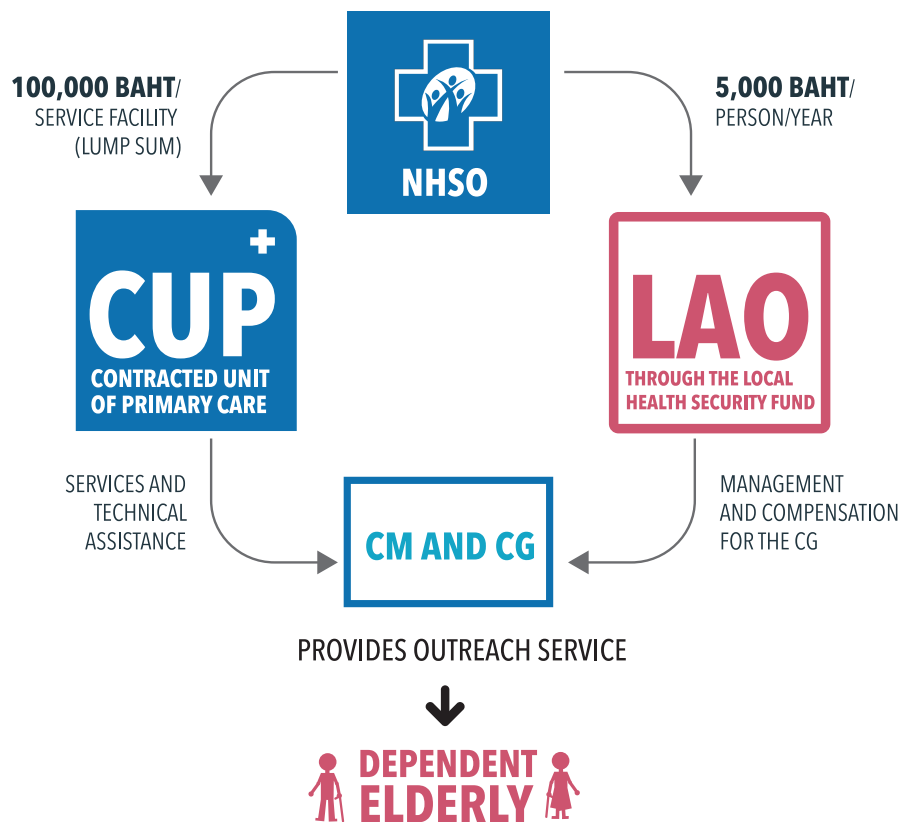 100,000 BAHT/
SERVICE FACILITY
(LUMP SUM)
NHSO
5,000 BAHT/
PERSON/YEAR
CUP
CONTRACTED UNIT
OF PRIMARY CARE
LAO
THROUGH THE LOCAL
HEALTH SECURITY FUND
SERVICES AND
TECHNICAL
ASSISTANCE
CM AND CG
MANAGEMENT
AND COMPENSATION
FOR THE CG
PROVIDES OUTREACH SERVICE
DEPENDENT
ELDERLY